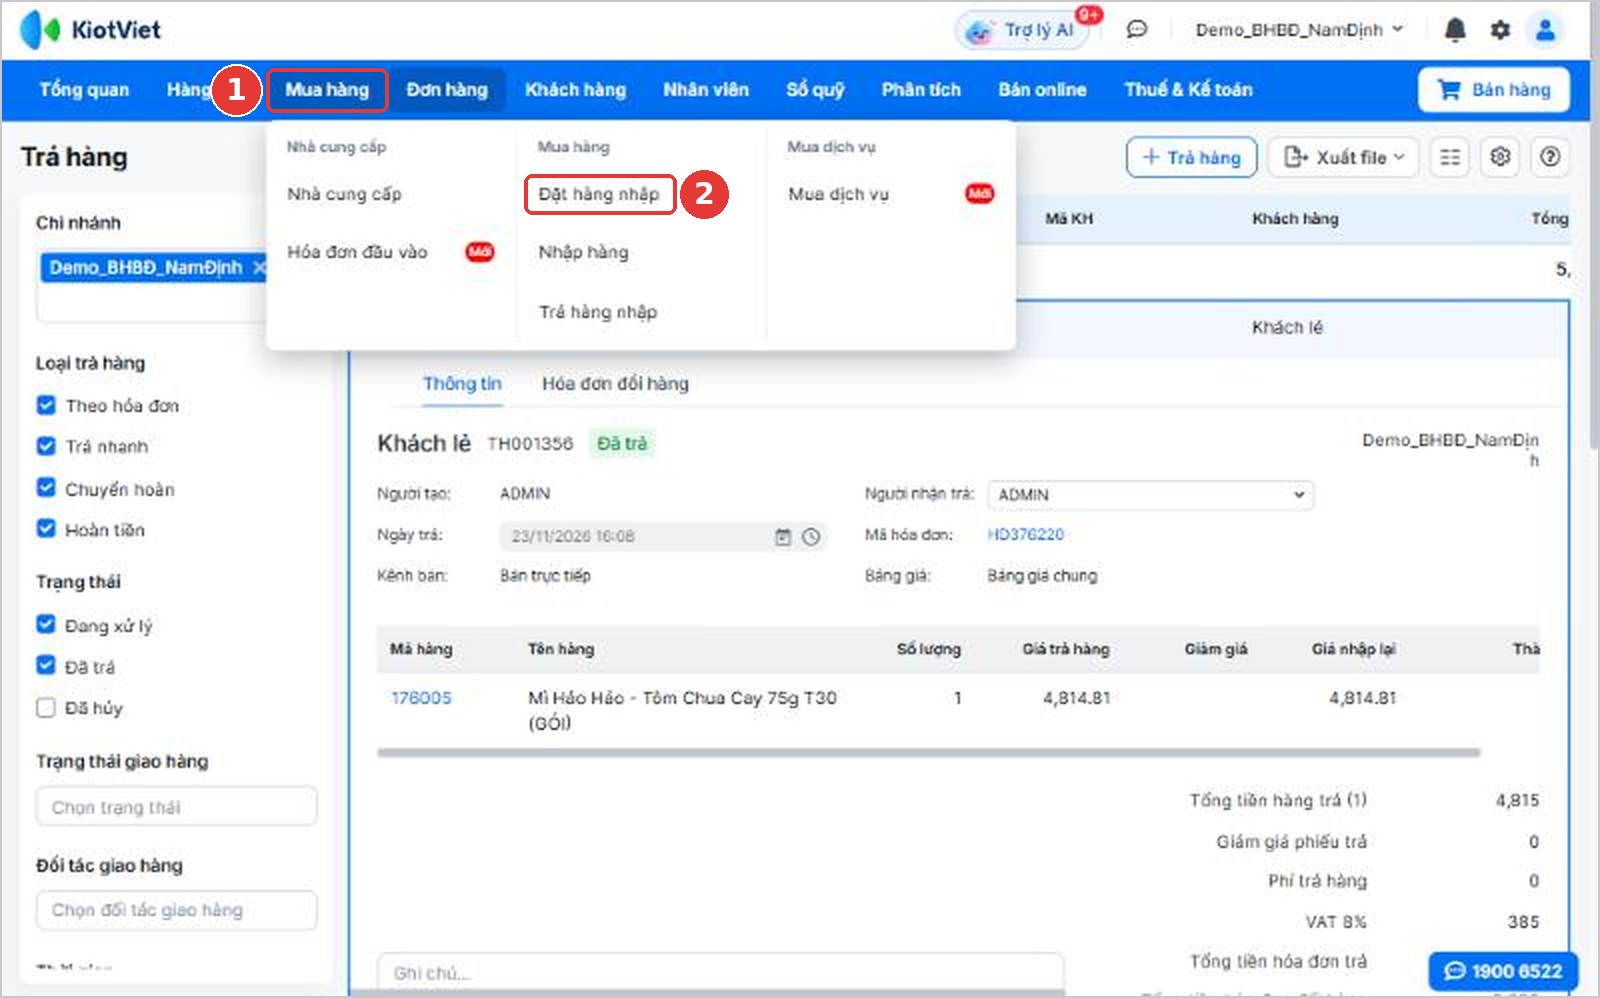 KiotViet
Trợ lý AI
9+
Demo_BHBĐ_NamĐịnh
Tổng quan
Hàng
1
Mua hàng
Đơn hàng
Khách hàng
Nhân viên
Sổ quỹ
Phân tích
Bán online
Thuế & Kế toán
Bán hàng
Nhà cung cấp
Mua hàng
Mua dịch vụ
Nhà cung cấp
Đặt hàng nhập
2
Mua dịch vụ
Mới
Hóa đơn đầu vào
Mới
Nhập hàng
Trả hàng nhập
Trả hàng
Trả hàng
Xuất file
Chi nhánh
Demo_BHBĐ_NamĐịnh
Mã KH
Khách hàng
Tổng
5,
Khách lẻ
Loại trả hàng
Theo hóa đơn
Trả nhanh
Chuyển hoàn
Hoàn tiền
Trạng thái
Đang xử lý
Đã trả
Đã hủy
Trạng thái giao hàng
Chọn trạng thái
Đối tác giao hàng
Chọn đối tác giao hàng
Thông tin
Hóa đơn đổi hàng
Khách lẻ TH001356 Đã trả
Demo_BHBĐ_NamĐịn
h
Người tạo: ADMIN
Người nhận trả: ADMIN
Ngày trả: 23/11/2026 16:08
Mã hóa đơn: HD376220
Kênh bán: Bán trực tiếp
Bảng giá: Bảng giá chung
Mã hàng
Tên hàng
Số lượng
Giá trả hàng
Giảm giá
Giá nhập lại
Thà
176005
Mì Hảo Hảo - Tôm Chua Cay 75g T30
(GÓI)
1
4,814.81
4,814.81
Tổng tiền hàng trả (1) 4,815
Giảm giá phiếu trả 0
Phí trả hàng 0
VAT 8% 385
Tổng tiền hóa đơn trả
Ghi chú...
1900 6522